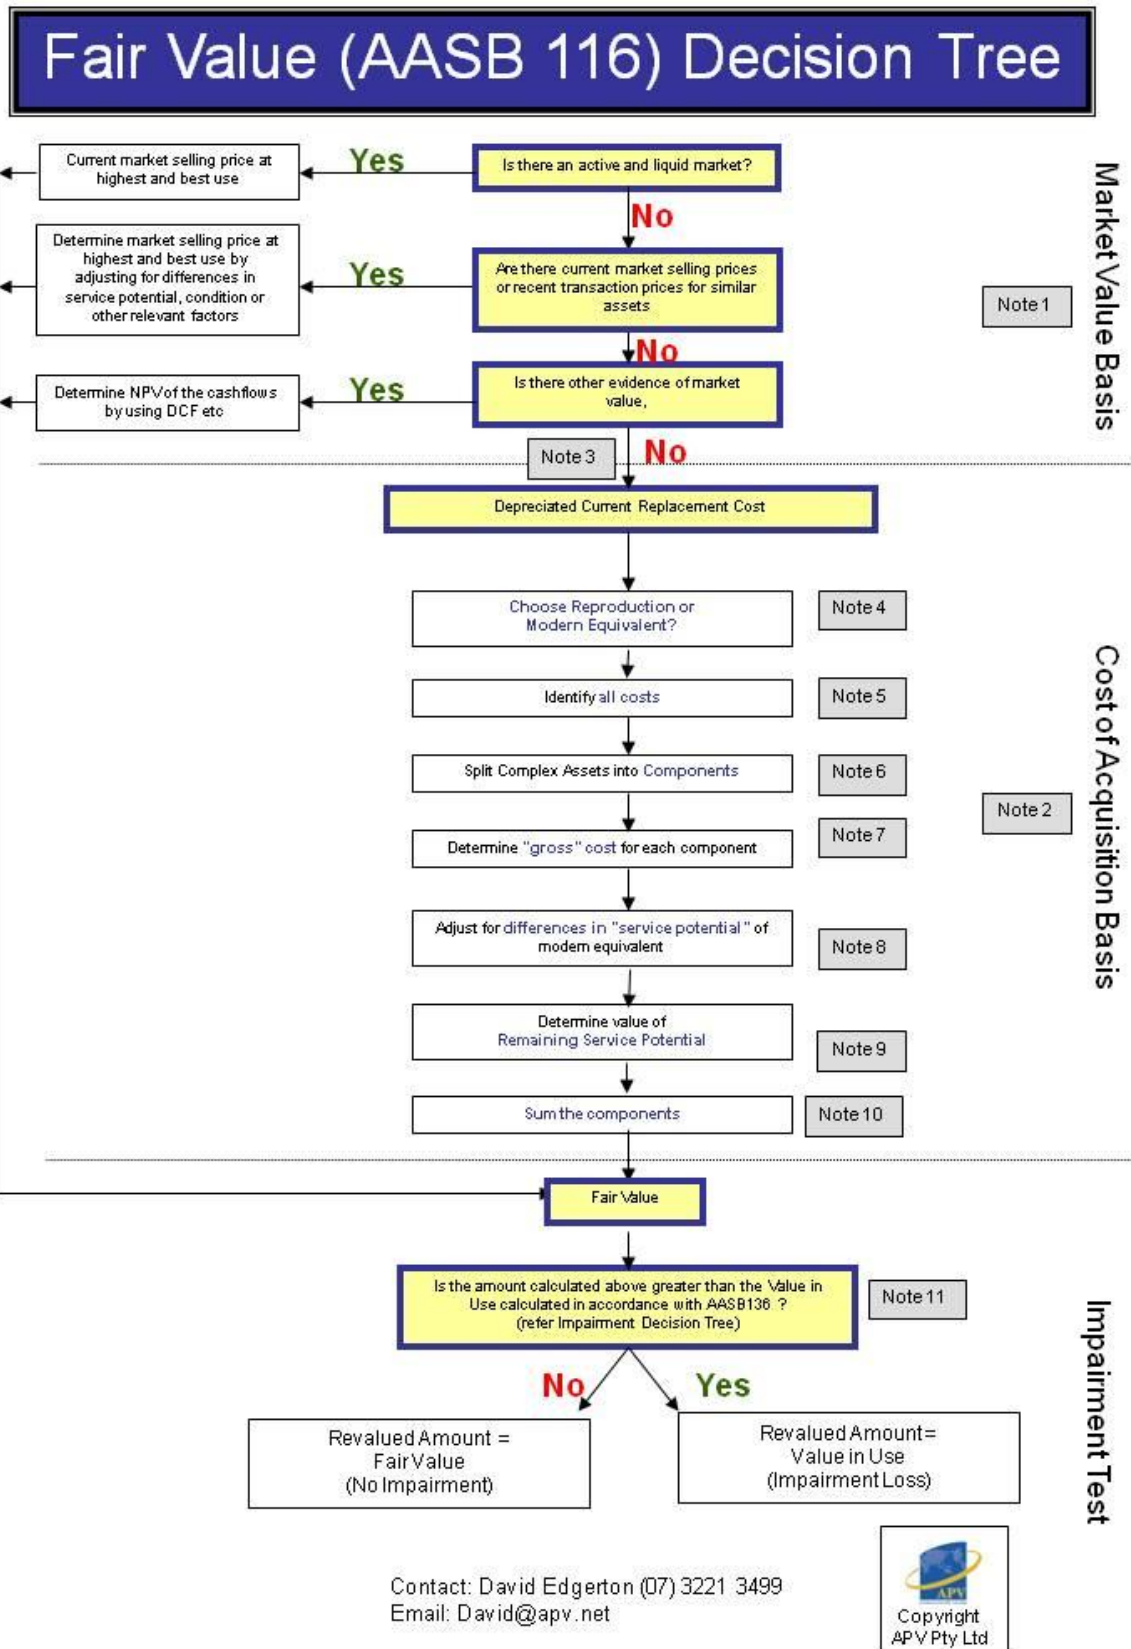 Fair Value (AASB 116) Decision Tree
Current market selling price at
highest and best use
Yes
Is there an active and liquid market?
No
Market Value Basis
Determine market selling price at
highest and best use by
adjusting for differences in
service potential, condition or
other relevant factors
Yes
Are there current market selling prices
or recent transaction prices for similar
assets
Note 1
No
Determine NPV of the cashflows
by using DCF etc
Yes
Is there other evidence of market
value,
Note 3
No
Depreciated Current Replacement Cost
Choose Reproduction or
Modern Equivalent?
Note 4
Cost of Acquisition Basis
Identify all costs
Note 5
Split Complex Assets into Components
Note 6
Note 2
Determine "gross" cost for each component
Note 7
Adjust for differences in "service potential" of
modern equivalent
Note 8
Determine value of
Remaining Service Potential
Note 9
Sum the components
Note 10
Fair Value
Is the amount calculated above greater than the Value in
Use calculated in accordance with AASB136 ?
(refer Impairment Decision Tree)
Note 11
Impairment Test
No
Yes
Revalued Amount =
Fair Value
(No Impairment)
Revalued Amount=
Value in Use
(Impairment Loss)
Contact: David Edgerton (07) 3221 3499
Email: David@apv.net
APV
Copyright
APV Pty Ltd